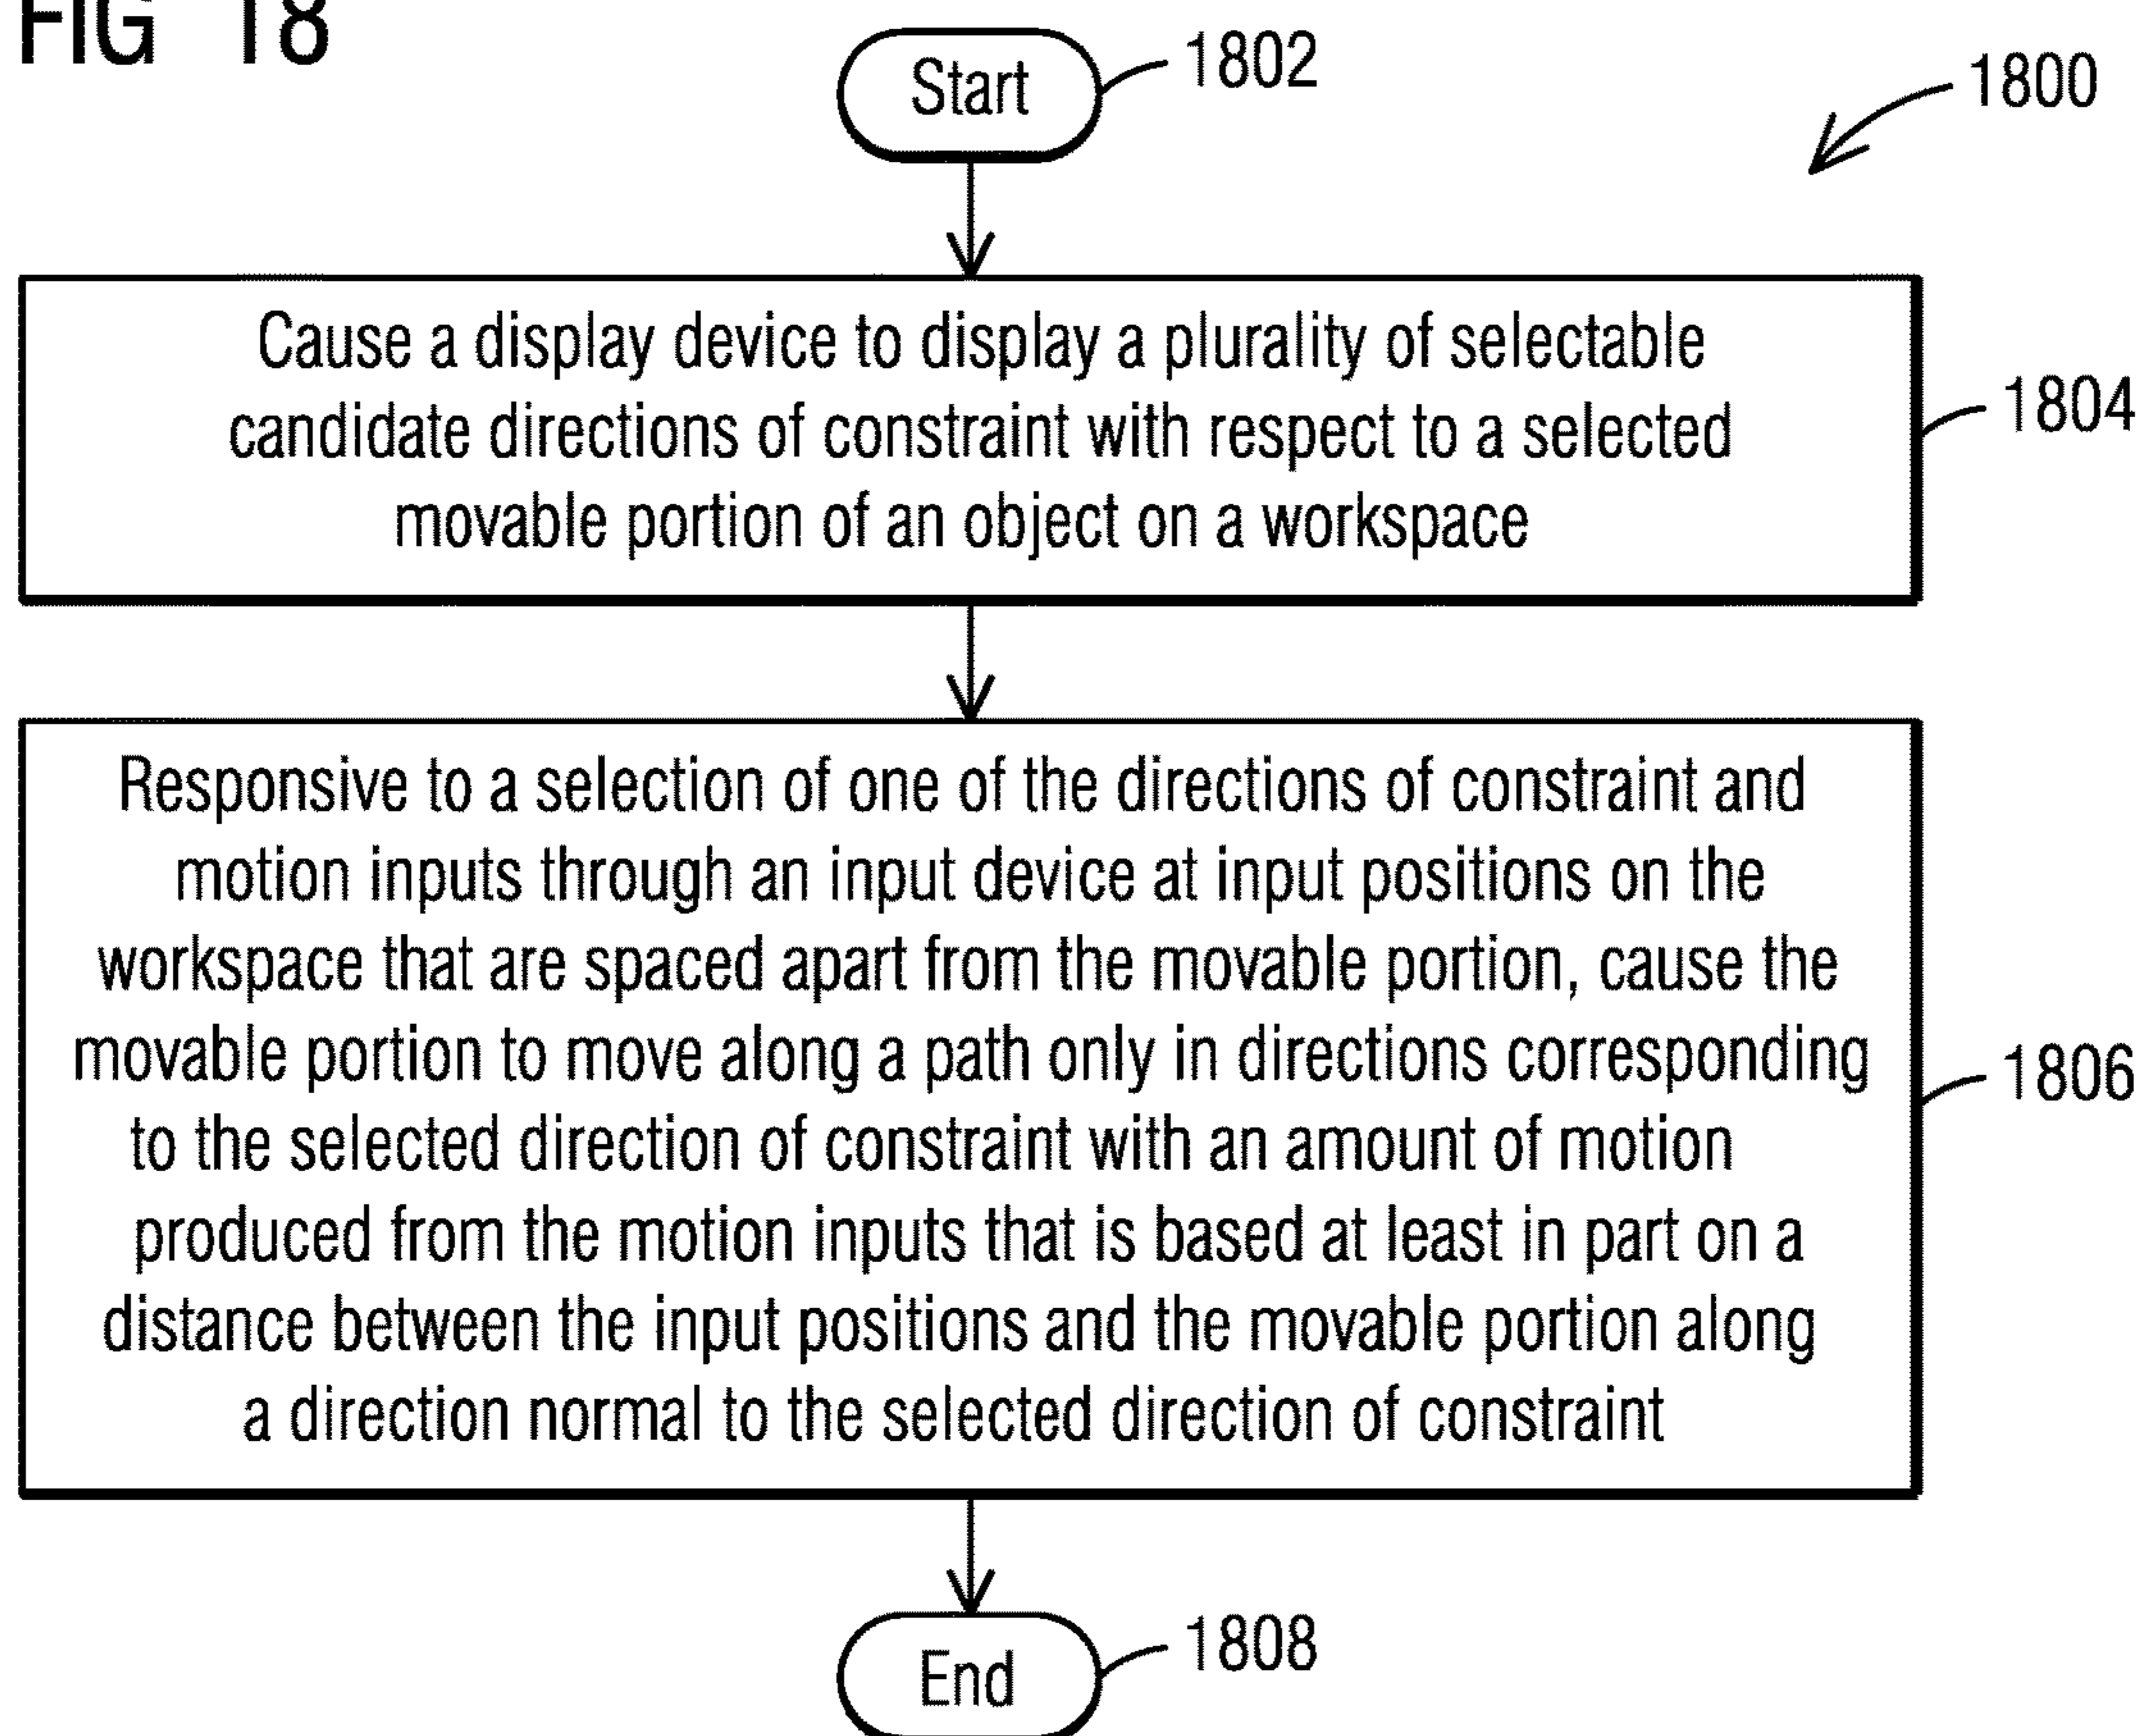 FIG 18
Start
1802
1800
Cause a display device to display a plurality of selectable
candidate directions of constraint with respect to a selected
movable portion of an object on a workspace
1804
Responsive to a selection of one of the directions of constraint and
motion inputs through an input device at input positions on the
workspace that are spaced apart from the movable portion, cause the
movable portion to move along a path only in directions corresponding
to the selected direction of constraint with an amount of motion
produced from the motion inputs that is based at least in part on a
distance between the input positions and the movable portion along
a direction normal to the selected direction of constraint
1806
End
1808